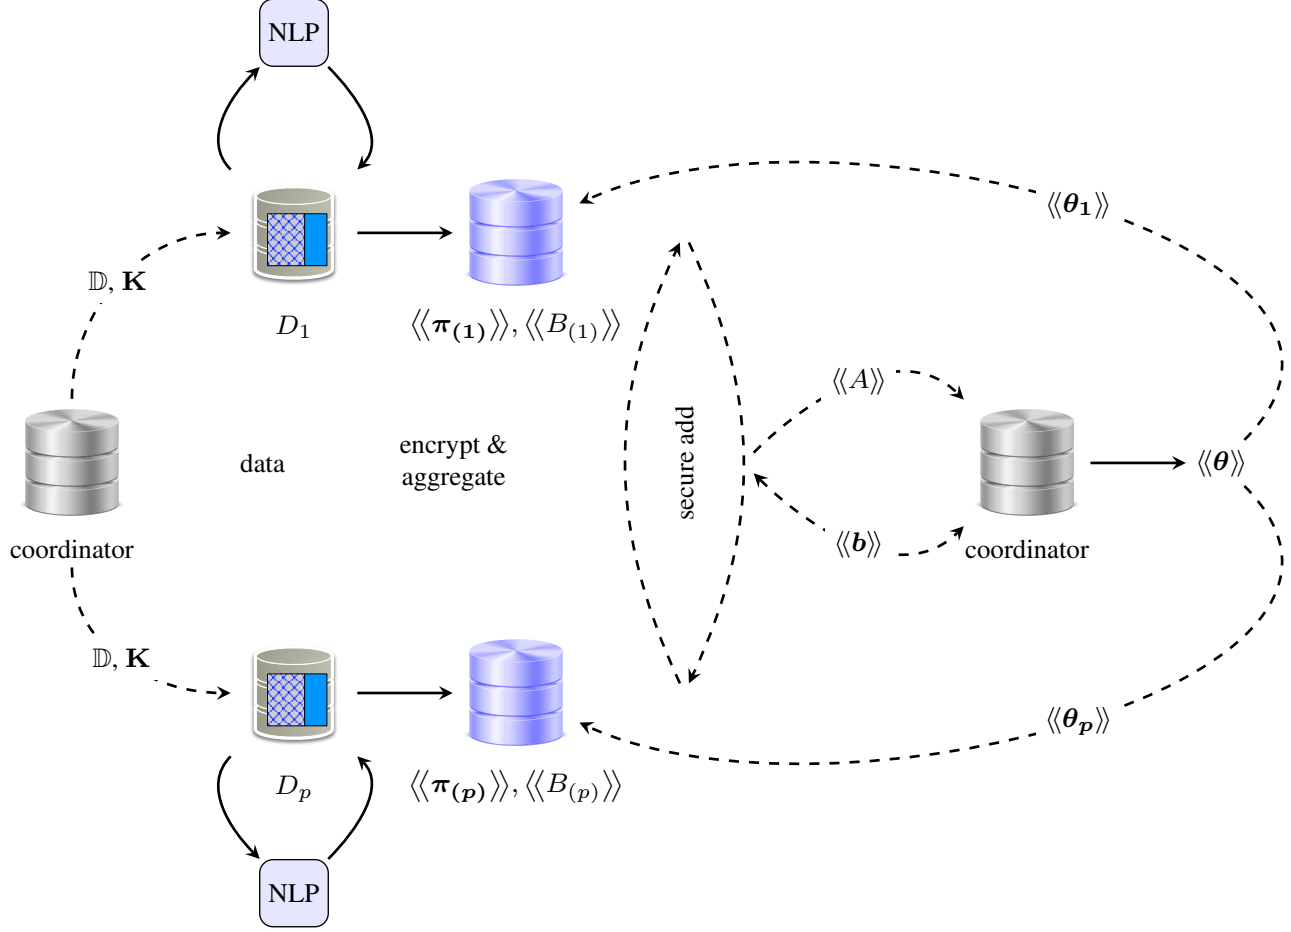 NLP
⟨⟨θ₁⟩⟩
𝔻, K
D₁
⟨⟨π₍₁₎⟩⟩, ⟨⟨B₍₁₎⟩⟩
⟨⟨A⟩⟩
data
encrypt &
aggregate
secure add
⟨⟨θ⟩⟩
⟨⟨b⟩⟩
coordinator
coordinator
𝔻, K
⟨⟨θₚ⟩⟩
Dₚ
⟨⟨π₍ₚ₎⟩⟩, ⟨⟨B₍ₚ₎⟩⟩
NLP